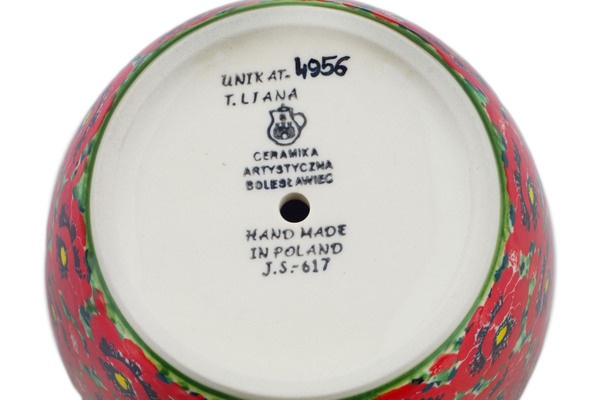 UNIKAT- 4956
T. LIANA
CERAMIKA
ARTYSTYCZNA
BOLESŁAWIEC
HAND MADE
IN POLAND
J.S.-617